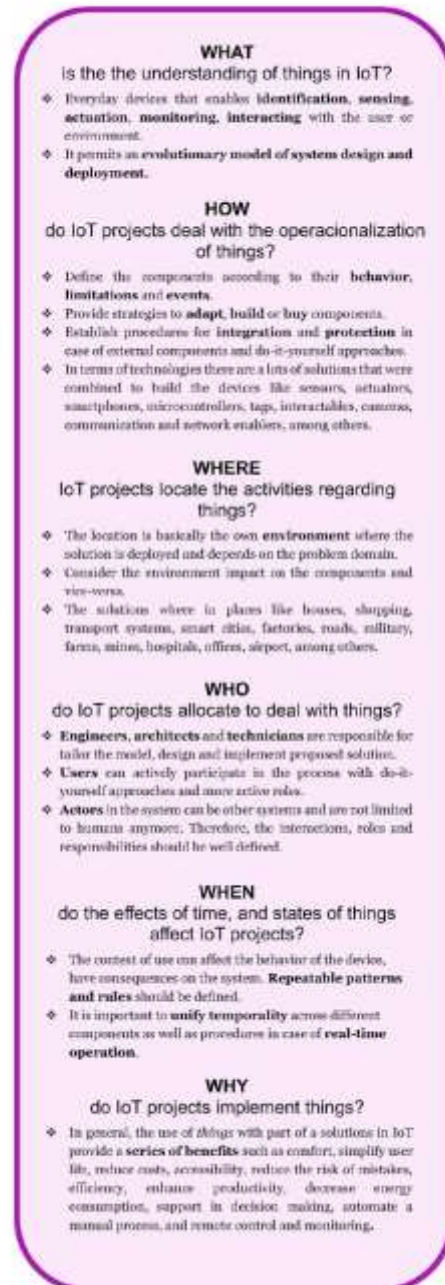 WHAT
is the the understanding of things in IoT?
❖ Everyday devices that enables identification, sensing,
actuation, monitoring, interacting with the user or
environment.
❖ It permits an evolutionary model of system design and
deployment.
HOW
do IoT projects deal with the operacionalization
of things?
❖ Define the components according to their behavior,
limitations and events.
❖ Provide strategies to adapt, build or buy components.
❖ Establish procedures for integration and protection in
case of external components and do-it-yourself approaches.
❖ In terms of technologies there are a lots of solutions that were
combined to build the devices like sensors, actuators,
smartphones, microcontrollers, tags, interactables, cameras,
communication and network enablers, among others.
WHERE
IoT projects locate the activities regarding
things?
❖ The location is basically the own environment where the
solution is deployed and depends on the problem domain.
❖ Consider the environment impact on the components and
vice-versa.
❖ The solutions where in places like houses, shopping,
transport systems, smart cities, factories, roads, military,
farms, mines, hospitals, offices, airport, among others.
WHO
do IoT projects allocate to deal with things?
❖ Engineers, architects and technicians are responsible for
tailor the model, design and implement proposed solution.
❖ Users can actively participate in the process with do-it-
yourself approaches and more active roles.
❖ Actors in the system can be other systems and are not limited
to humans anymore. Therefore, the interactions, roles and
responsibilities should be well defined.
WHEN
do the effects of time, and states of things
affect IoT projects?
❖ The context of use can affect the behavior of the device,
have consequences on the system. Repeatable patterns
and rules should be defined.
❖ It is important to unify temporality across different
components as well as procedures in case of real-time
operation.
WHY
do IoT projects implement things?
❖ In general, the use of things with part of a solutions in IoT
provide a series of benefits such as comfort, simplify user
life, reduce costs, accessibility, reduce the risk of mistakes,
efficiency, enhance productivity, decrease energy
consumption, support in decision making, automate a
manual process, and remote control and monitoring.